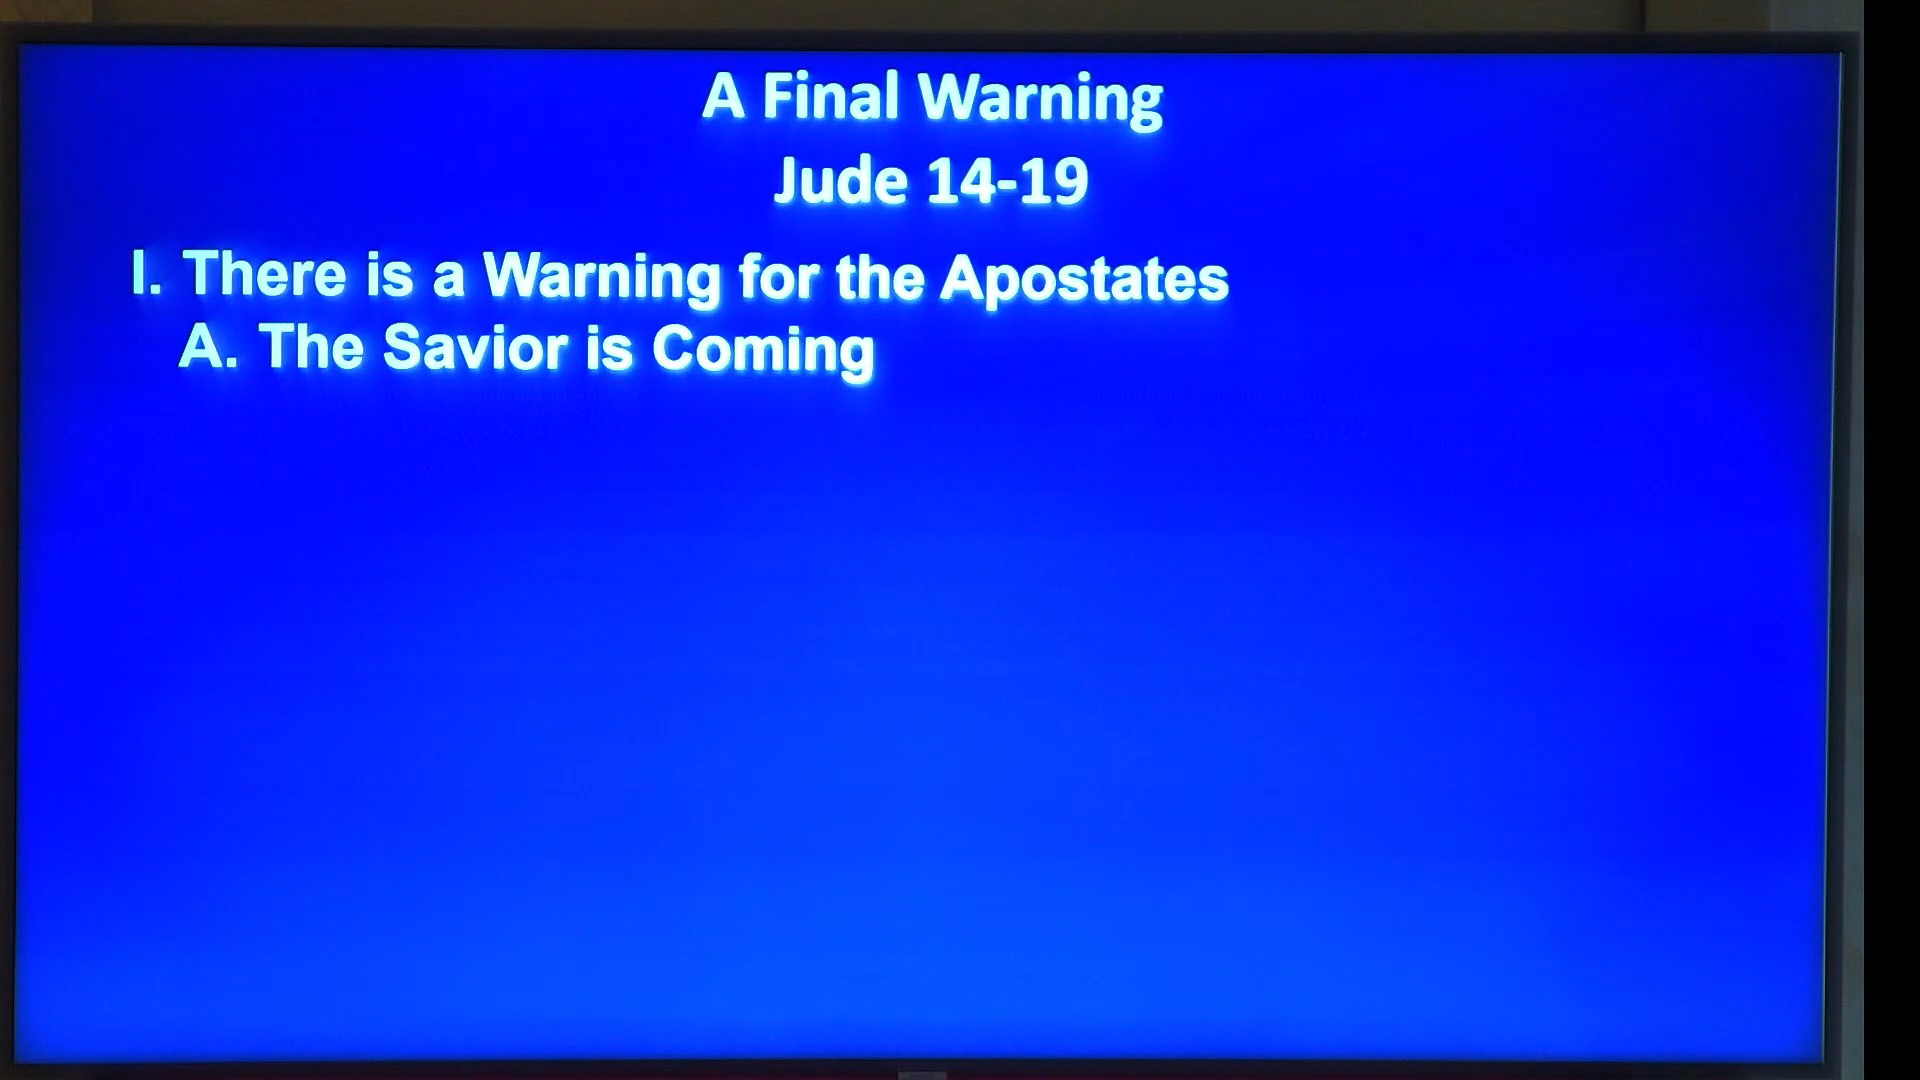 A Final Warning
Jude 14-19
I. There is a Warning for the Apostates
A. The Savior is Coming